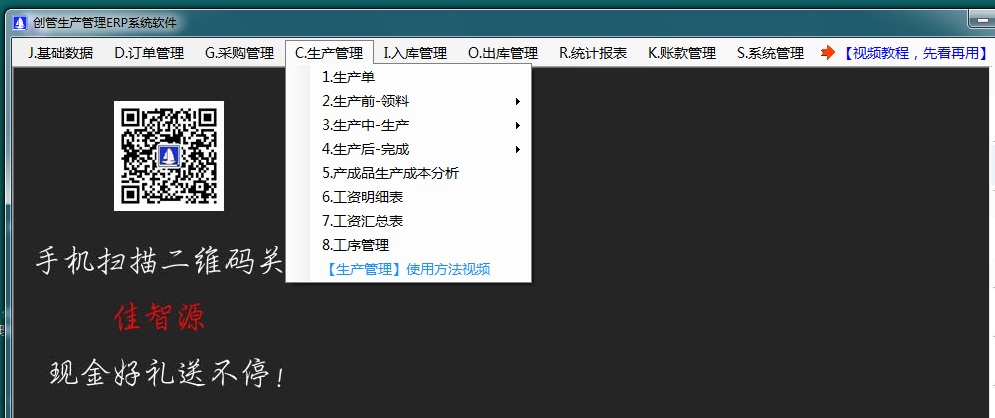 创管生产管理ERP系统软件
J.基础数据 D.订单管理 G.采购管理 C.生产管理 I.入库管理 O.出库管理 R.统计报表 K.账款管理 S.系统管理 【视频教程，先看再用】
1.生产单
2.生产前-领料
3.生产中-生产
4.生产后-完成
5.产成品生产成本分析
6.工资明细表
7.工资汇总表
8.工序管理
【生产管理】使用方法视频
手机扫描二维码关
佳智源
现金好礼送不停！